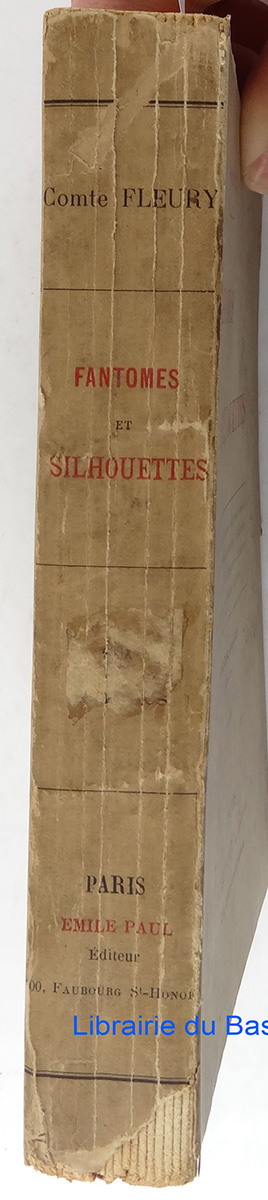 Comte FLEURY
FANTOMES
ET
SILHOUETTES
PARIS
EMILE PAUL
Éditeur
00, FAUBOURG St-HONOR
Librairie du Bas